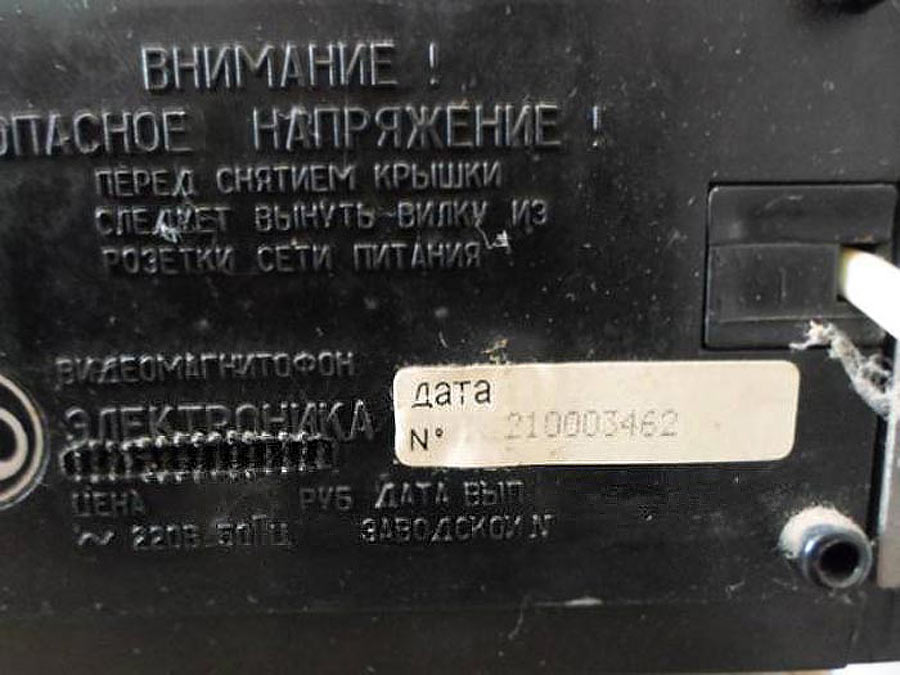 ВНИМАНИЕ !
ОПАСНОЕ НАПРЯЖЕНИЕ !
ПЕРЕД СНЯТИЕМ КРЫШКИ
СЛЕДУЕТ ВЫНУТЬ ВИЛКУ ИЗ
РОЗЕТКИ СЕТИ ПИТАНИЯ
ВИДЕОМАГНИТОФОН
ЭЛЕКТРОНИКА
дата
N° 210003462
ЦЕНА РУБ ДАТА ВЫП
~ 220В 50Гц ЗАВОДСКОЙ N